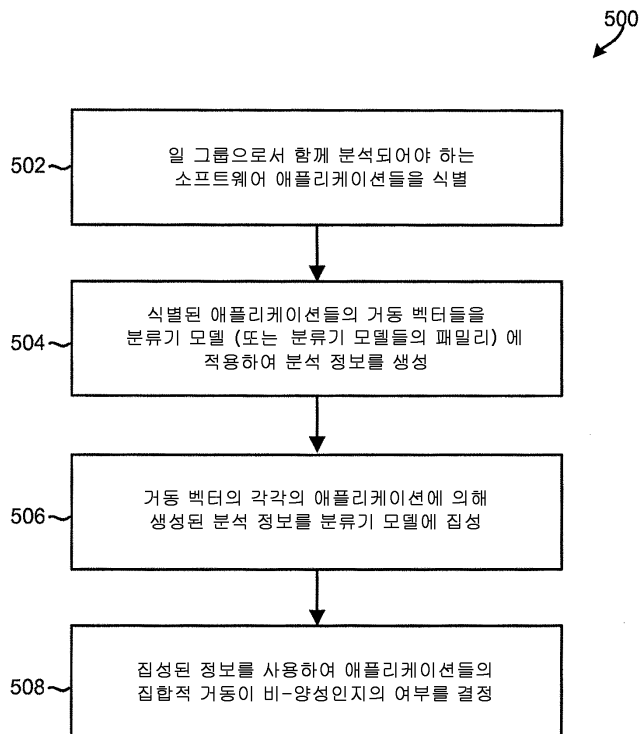 500
502
일 그룹으로서 함께 분석되어야 하는
소프트웨어 애플리케이션들을 식별
504
식별된 애플리케이션들의 거동 벡터들을
분류기 모델 (또는 분류기 모델들의 패밀리) 에
적용하여 분석 정보를 생성
506
거동 벡터의 각각의 애플리케이션에 의해
생성된 분석 정보를 분류기 모델에 집성
508
집성된 정보를 사용하여 애플리케이션들의
집합적 거동이 비-양성인지의 여부를 결정